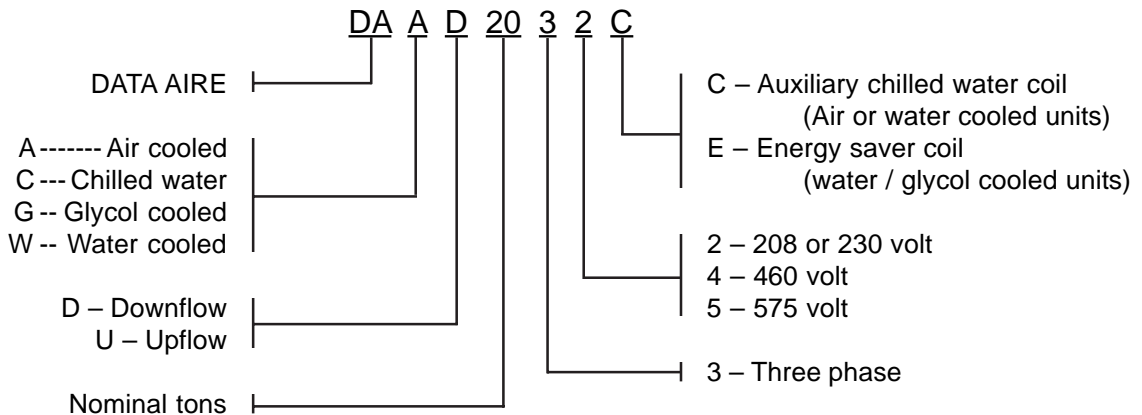 DA A D 20 3 2 C
DATA AIRE
A ------- Air cooled
C --- Chilled water
G -- Glycol cooled
W -- Water cooled
D – Downflow
U – Upflow
Nominal tons
C – Auxiliary chilled water coil
(Air or water cooled units)
E – Energy saver coil
(water / glycol cooled units)
2 – 208 or 230 volt
4 – 460 volt
5 – 575 volt
3 – Three phase